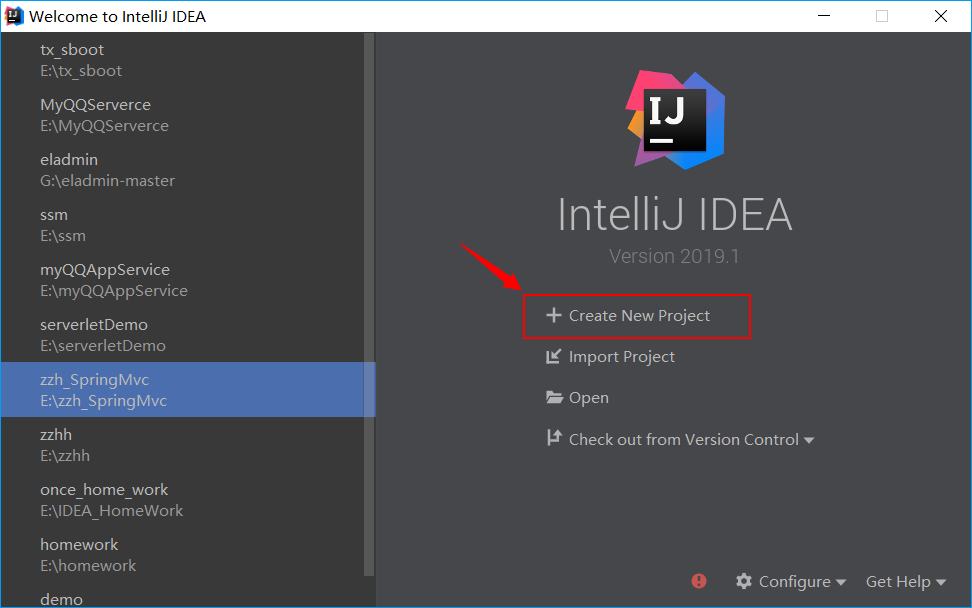 Welcome to IntelliJ IDEA
tx_sboot
E:\tx_sboot
MyQQServerce
E:\MyQQServerce
eladmin
G:\eladmin-master
ssm
E:\ssm
myQQAppService
E:\myQQAppService
serverletDemo
E:\serverletDemo
zzh_SpringMvc
E:\zzh_SpringMvc
zzhh
E:\zzhh
once_home_work
E:\IDEA_HomeWork
homework
E:\homework
demo
IJ
IntelliJ IDEA
Version 2019.1
Create New Project
Import Project
Open
Check out from Version Control
Configure
Get Help